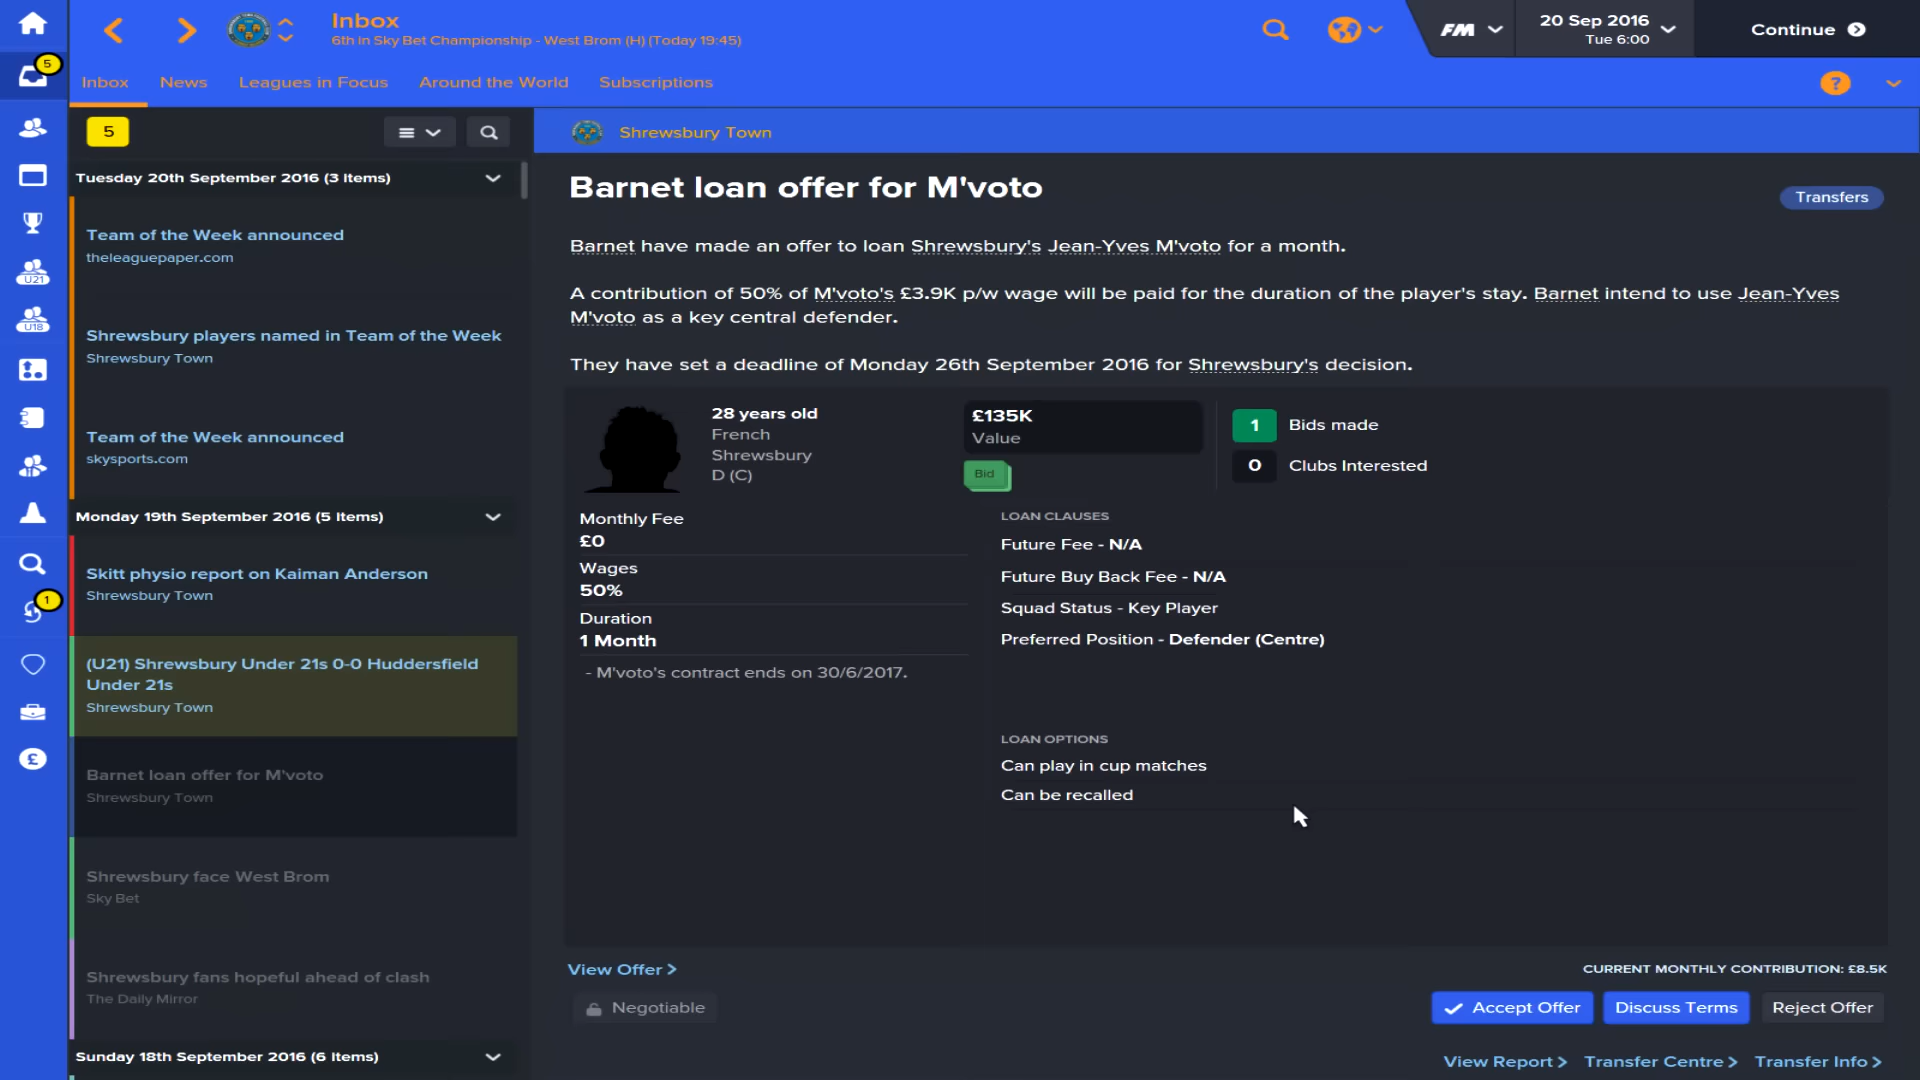 Inbox
6th in Sky Bet Championship - West Brom (H) (Today 19:45)
FM
20 Sep 2016
Tue 6:00
Continue
5
Inbox
News
Leagues in Focus
Around the World
Subscriptions
?
5
Shrewsbury Town
Tuesday 20th September 2016 (3 Items)
Team of the Week announced
theleaguepaper.com
Shrewsbury players named in Team of the Week
Shrewsbury Town
Team of the Week announced
skysports.com
Monday 19th September 2016 (5 Items)
Skitt physio report on Kaiman Anderson
Shrewsbury Town
(U21) Shrewsbury Under 21s 0-0 Huddersfield
Under 21s
Shrewsbury Town
Barnet loan offer for M'voto
Shrewsbury Town
Shrewsbury face West Brom
Sky Bet
Shrewsbury fans hopeful ahead of clash
The Daily Mirror
Sunday 18th September 2016 (6 Items)
U21
U18
1
£
Barnet loan offer for M'voto
Transfers
Barnet have made an offer to loan Shrewsbury's Jean-Yves M'voto for a month.
A contribution of 50% of M'voto's £3.9K p/w wage will be paid for the duration of the player's stay. Barnet intend to use Jean-Yves
M'voto as a key central defender.
They have set a deadline of Monday 26th September 2016 for Shrewsbury's decision.
28 years old
French
Shrewsbury
D (C)
£135K
Value
Bid
1 Bids made
0 Clubs Interested
Monthly Fee
£0
Wages
50%
Duration
1 Month
- M'voto's contract ends on 30/6/2017.
LOAN CLAUSES
Future Fee - N/A
Future Buy Back Fee - N/A
Squad Status - Key Player
Preferred Position - Defender (Centre)
LOAN OPTIONS
Can play in cup matches
Can be recalled
View Offer >
CURRENT MONTHLY CONTRIBUTION: £8.5K
Negotiable
Accept Offer
Discuss Terms
Reject Offer
View Report >
Transfer Centre >
Transfer Info >